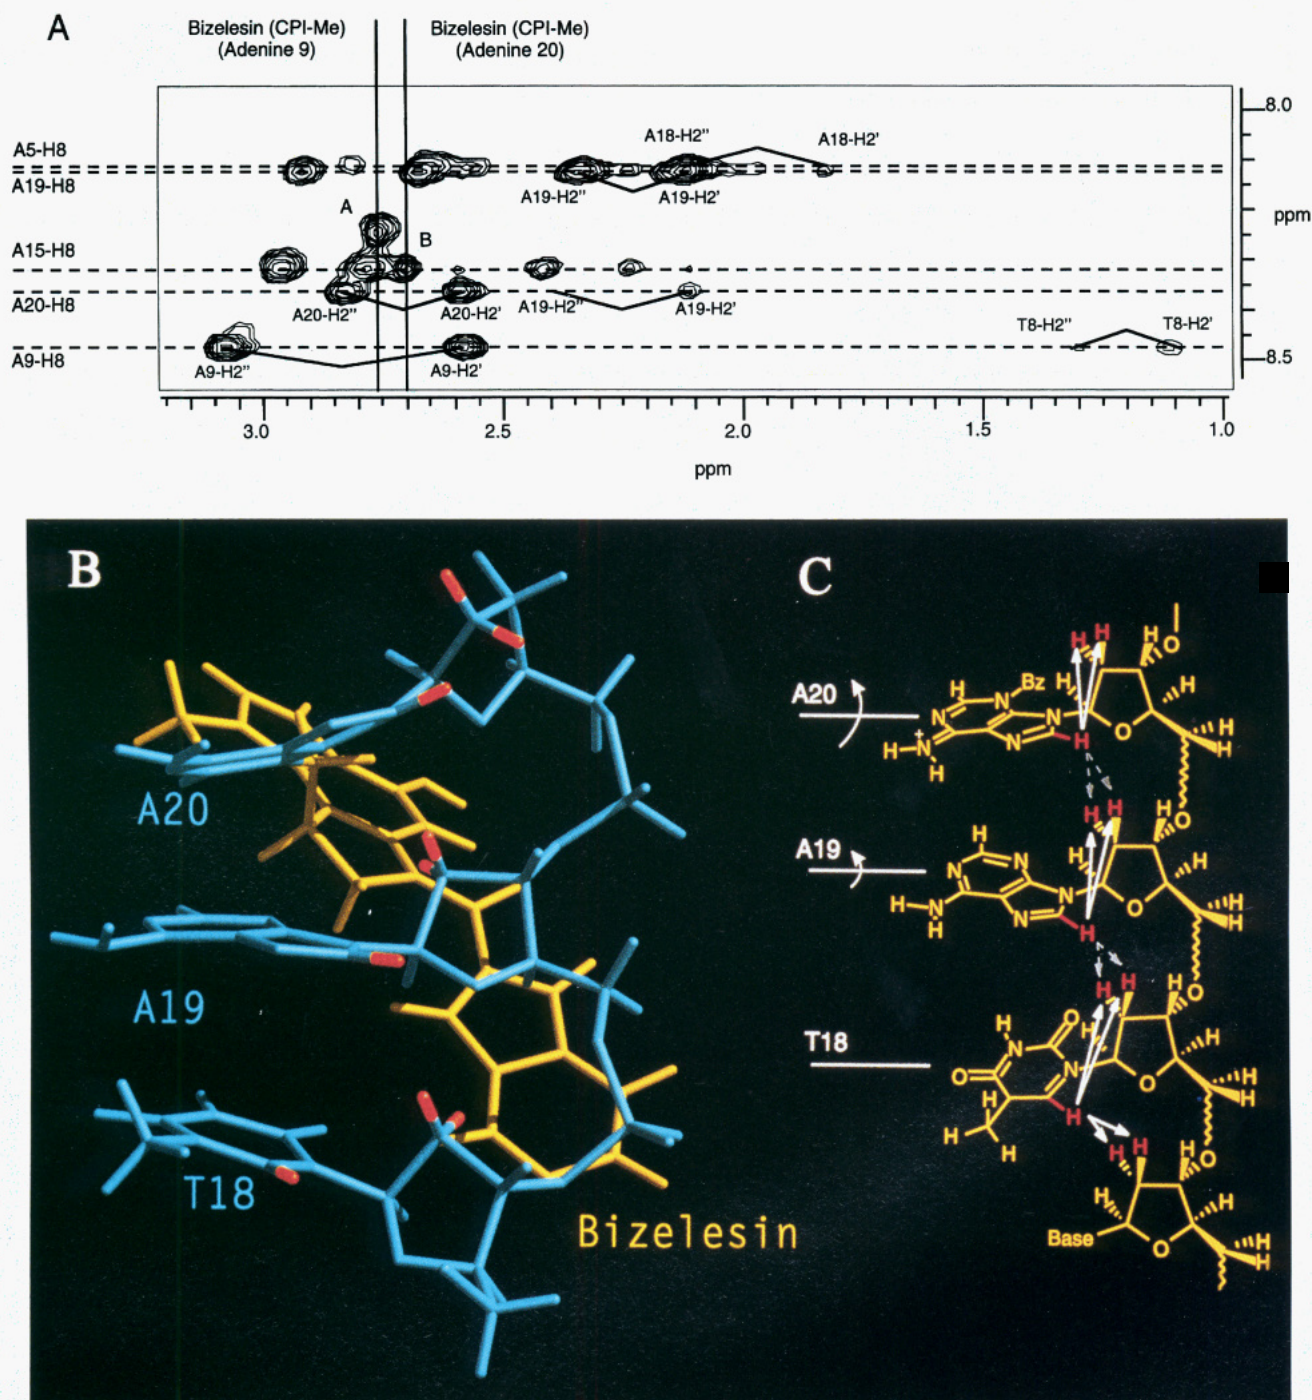 A
Bizelesin (CPI-Me)
(Adenine 9)
Bizelesin (CPI-Me)
(Adenine 20)
A5-H8
A19-H8
A15-H8
A20-H8
A9-H8
A
B
A18-H2"
A18-H2'
A19-H2"
A19-H2'
A20-H2"
A20-H2'
A19-H2"
A19-H2'
T8-H2"
T8-H2'
A9-H2"
A9-H2'
8.0
ppm
8.5
3.0
2.5
2.0
1.5
1.0
ppm
B
A20
A19
T18
Bizelesin
C
A20
H
N
Bz
N
N
N
H
N
+
H
H
H
H
H
H
O
H
O
H
H
H
A19
H
N
N
N
N
H
H
N
H
H
H
H
H
O
H
O
H
H
H
T18
H
O
N
O
N
H
H
H
H
H
H
H
H
H
O
H
O
H
H
H
H
H
H
O
H
Base
O
H
H
H